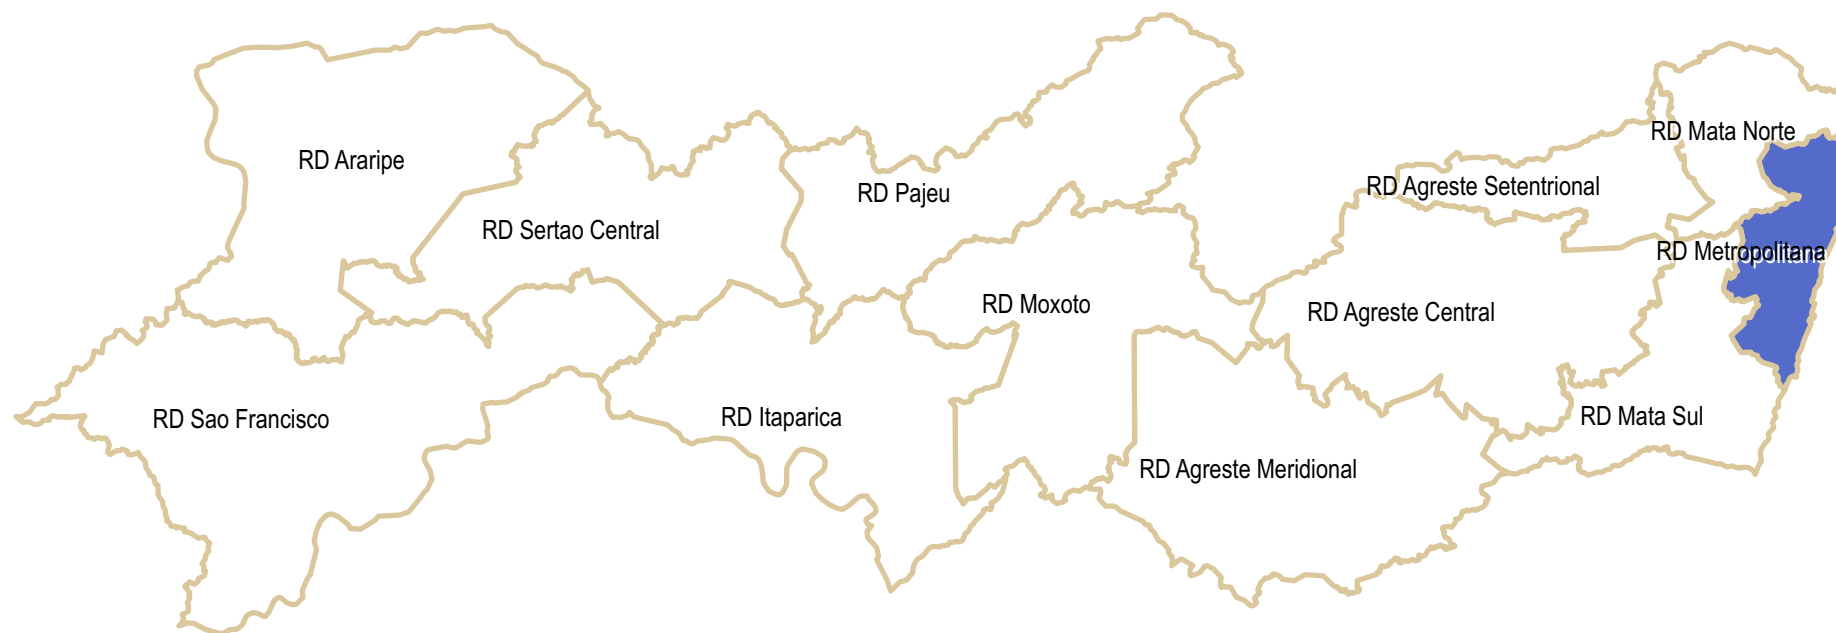 RD Mata Norte
RD Araripe
RD Agreste Setentrional
RD Pajeu
RD Sertao Central
RD Metropolitana
opolitana
RD Moxoto
RD Agreste Central
RD Sao Francisco
RD Itaparica
RD Mata Sul
RD Agreste Meridional